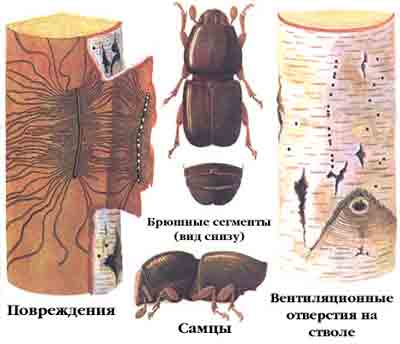 Брюшные сегменты
(вид снизу)
Повреждения
Самцы
Вентиляционные
отверстия на
стволе